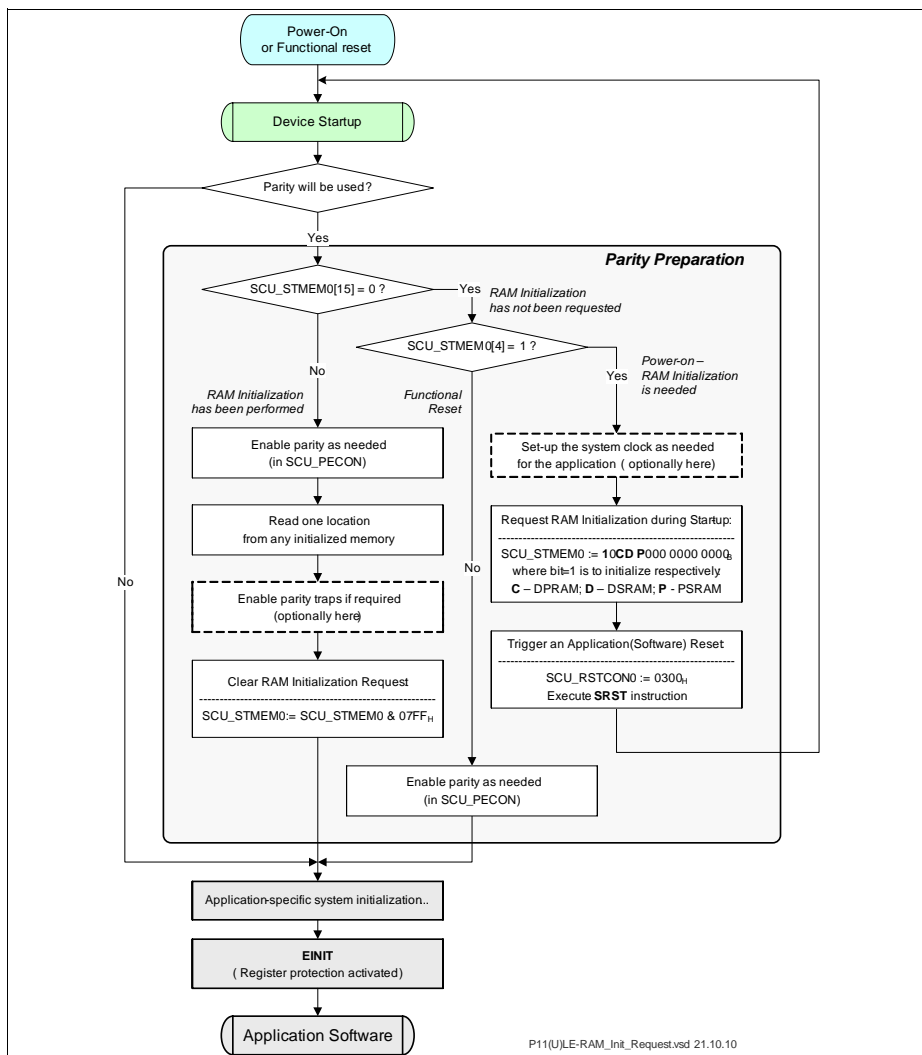 Power-On
or Functional reset
Device Startup
Parity will be used?
Yes
Parity Preparation
SCU_STMEM0[15] = 0 ?
Yes
RAM Initialization
has not been requested
SCU_STMEM0[4] = 1 ?
No
RAM Initialization
has been performed
Functional
Reset
Yes
Power-on –
RAM Initialization
is needed
Enable parity as needed
(in SCU_PECON)
Set-up the system clock as needed
for the application ( optionally here)
Read one location
from any initialized memory
Request RAM Initialization during Startup:
SCU_STMEM0 := 10CD P000 0000 0000B
where bit=1 is to initialize respectively:
C – DPRAM; D – DSRAM; P - PSRAM
No
No
Enable parity traps if required
(optionally here)
Trigger an Application(Software) Reset:
SCU_RSTCON0 := 0300H
Execute SRST instruction
Clear RAM Initialization Request
SCU_STMEM0:= SCU_STMEM0 & 07FFH
Enable parity as needed
(in SCU_PECON)
Application-specific system initialization..
EINIT
( Register protection activated)
Application Software
P11(U)LE-RAM_Init_Request.vsd 21.10.10